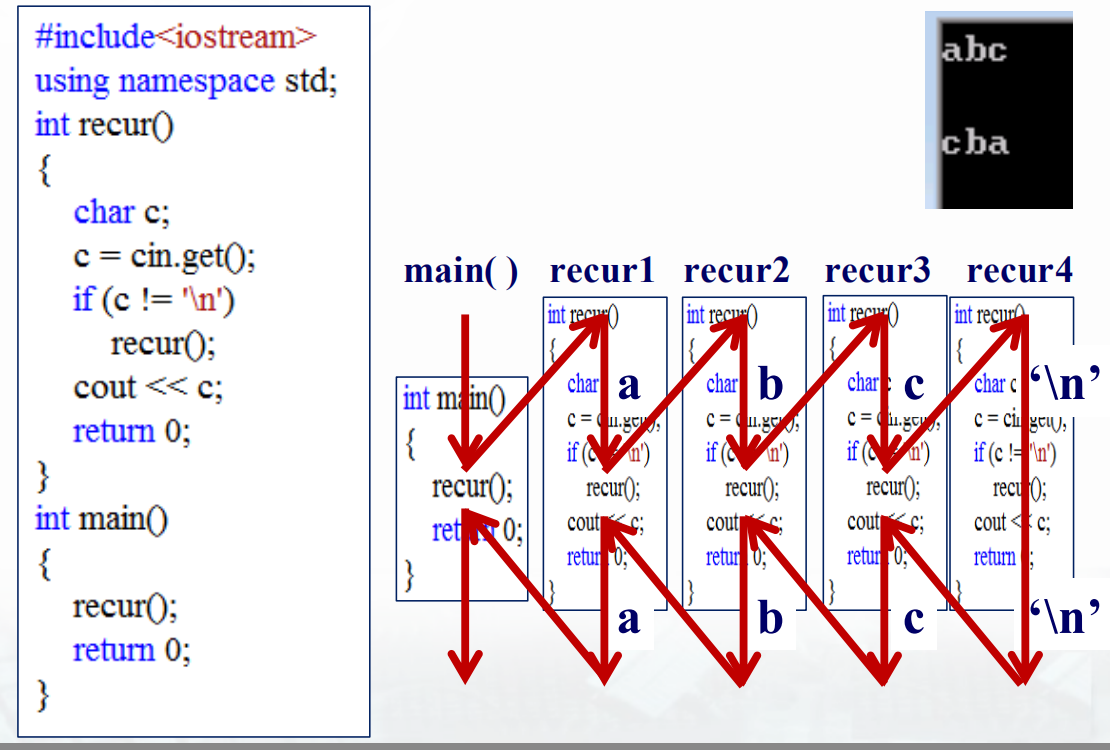 #include<iostream>
using namespace std;
int recur()
{
char c;
c = cin.get();
if (c != '\n')
recur();
cout << c;
return 0;
}
int main()
{
recur();
return 0;
}
abc
cba
main( ) recur1 recur2 recur3 recur4
int main()
{
recur();
return 0;
}
int recur()
{
char a
c = cin.get();
if (c != '\n')
recur();
cout << c;
return 0;
}
a
int recur()
{
char b
c = cin.get();
if (c != '\n')
recur();
cout << c;
return 0;
}
b
int recur()
{
char c c
c = cin.get();
if (c != '\n')
recur();
cout << c;
return 0;
}
c
int recur()
{
char c ‘\n’
c = cin.get();
if (c != '\n')
recur();
cout << c;
return 0;
}
‘\n’